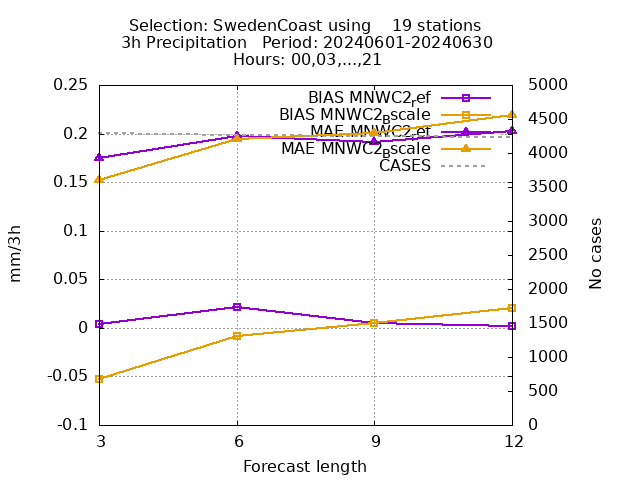 Selection: SwedenCoast using    19 stations
3h Precipitation   Period: 20240601-20240630
Hours: 00,03,...,21
BIAS MNWC2_ref
BIAS MNWC2_Bscale
MAE MNWC2_ref
MAE MNWC2_Bscale
CASES
0.25
0.2
0.15
0.1
0.05
0
-0.05
-0.1
mm/3h
5000
4500
4000
3500
3000
2500
2000
1500
1000
500
0
No cases
3
6
9
12
Forecast length